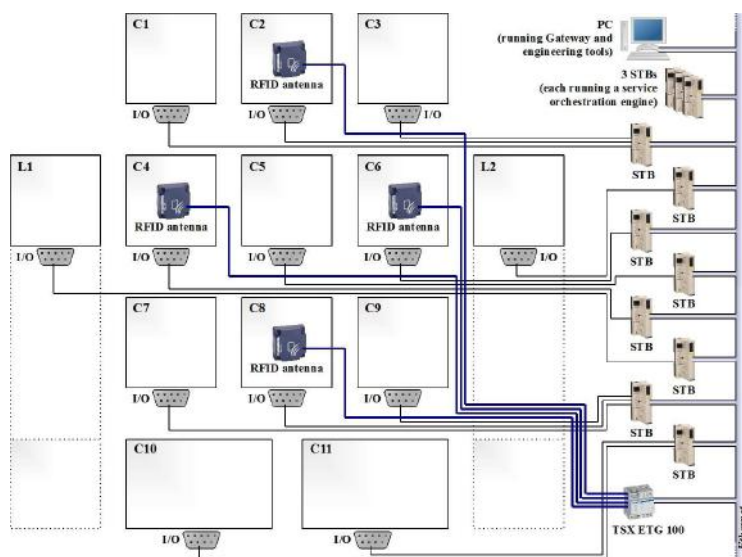 C1
C2
C3
PC
(running Gateway and
engineering tools)
RFID antenna
3 STBs
(each running a service
orchestration engine)
I/O
I/O
I/O
STB
L1
C4
C5
C6
L2
STB
RFID antenna
RFID antenna
I/O
I/O
I/O
I/O
I/O
STB
STB
C7
C8
C9
STB
RFID antenna
STB
I/O
I/O
I/O
STB
C10
C11
STB
I/O
I/O
TSX ETG 100